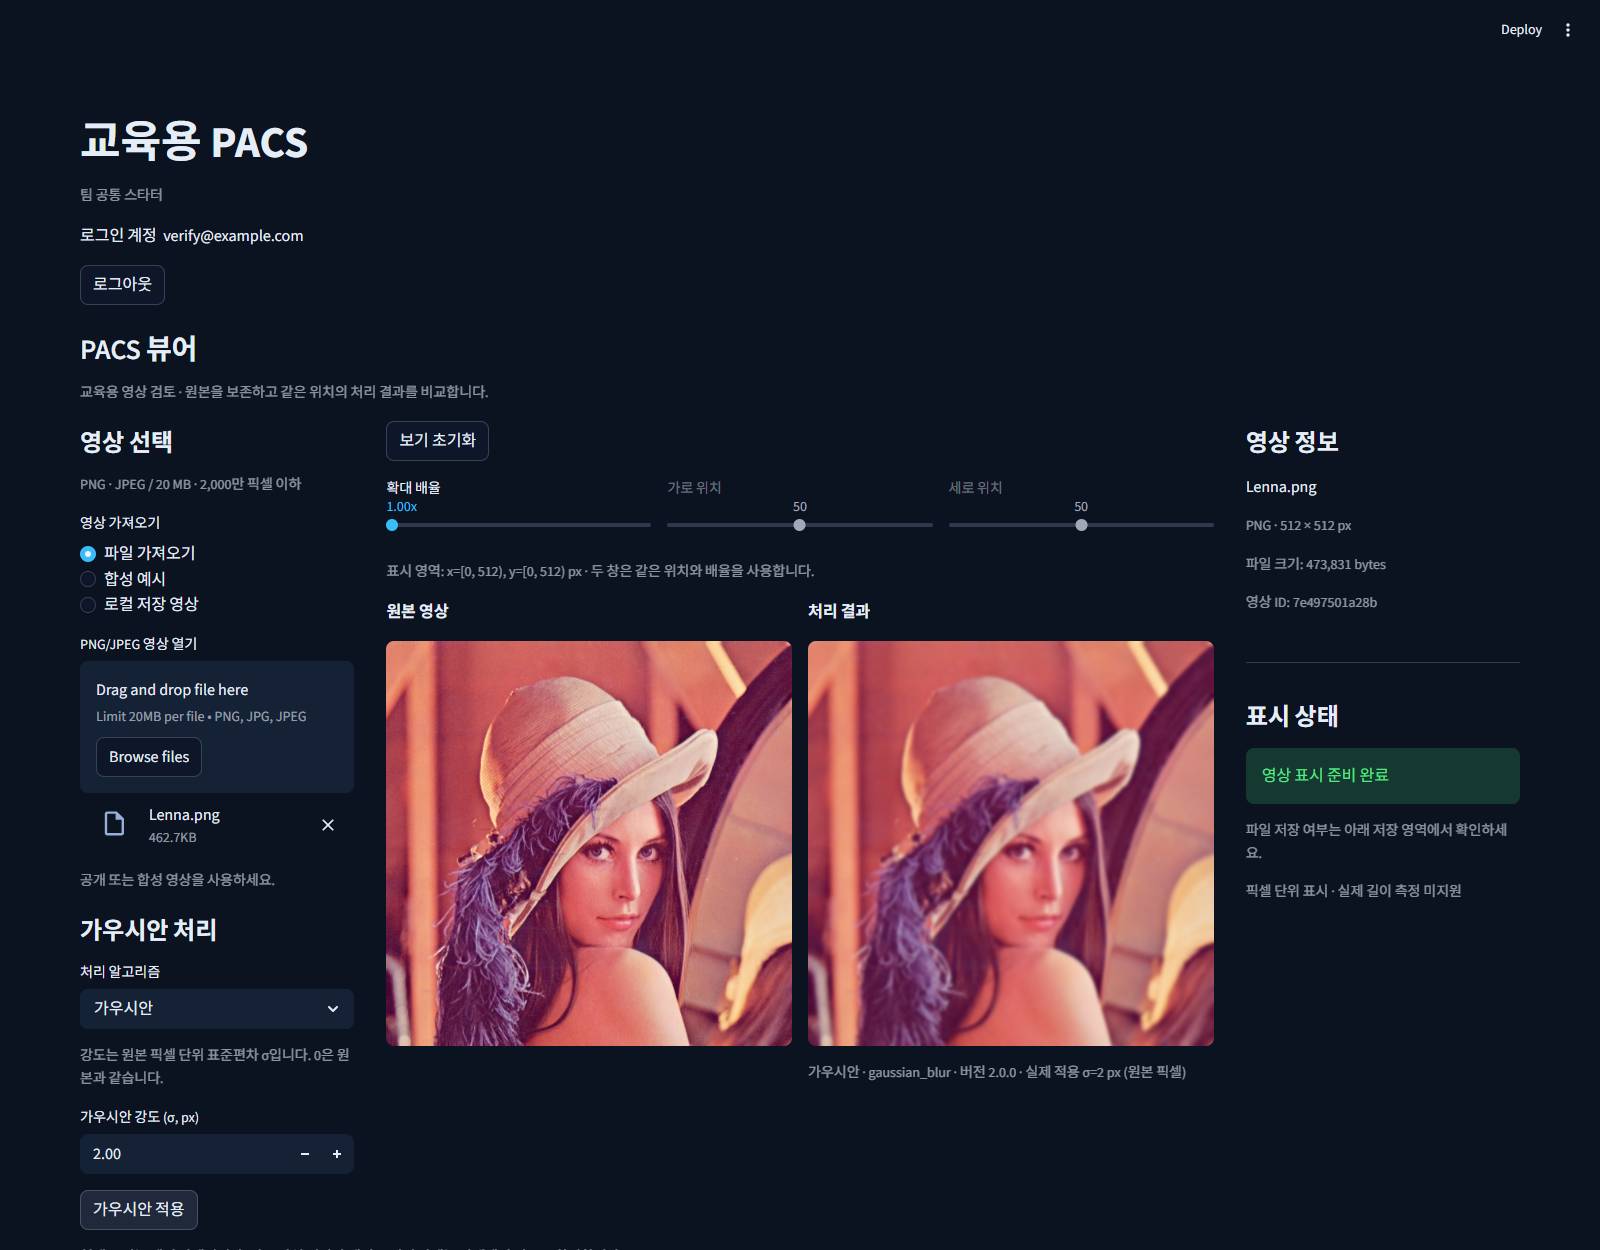 Deploy
교육용 PACS
팀 공통 스타터
로그인 계정 verify@example.com
로그아웃
PACS 뷰어
교육용 영상 검토 · 원본을 보존하고 같은 위치의 처리 결과를 비교합니다.
영상 선택
PNG · JPEG / 20 MB · 2,000만 픽셀 이하
영상 가져오기
파일 가져오기
합성 예시
로컬 저장 영상
PNG/JPEG 영상 열기
Drag and drop file here
Limit 20MB per file • PNG, JPG, JPEG
Browse files
Lenna.png
462.7KB
공개 또는 합성 영상을 사용하세요.
가우시안 처리
처리 알고리즘
가우시안
강도는 원본 픽셀 단위 표준편차 σ입니다. 0은 원
본과 같습니다.
가우시안 강도 (σ, px)
2.00
가우시안 적용
보기 초기화
확대 배율
1.00x
가로 위치
50
세로 위치
50
표시 영역: x=[0, 512), y=[0, 512) px · 두 창은 같은 위치와 배율을 사용합니다.
원본 영상
처리 결과
가우시안 · gaussian_blur · 버전 2.0.0 · 실제 적용 σ=2 px (원본 픽셀)
영상 정보
Lenna.png
PNG · 512 × 512 px
파일 크기: 473,831 bytes
영상 ID: 7e497501a28b
표시 상태
영상 표시 준비 완료
파일 저장 여부는 아래 저장 영역에서 확인하세
요.
픽셀 단위 표시 · 실제 길이 측정 미지원